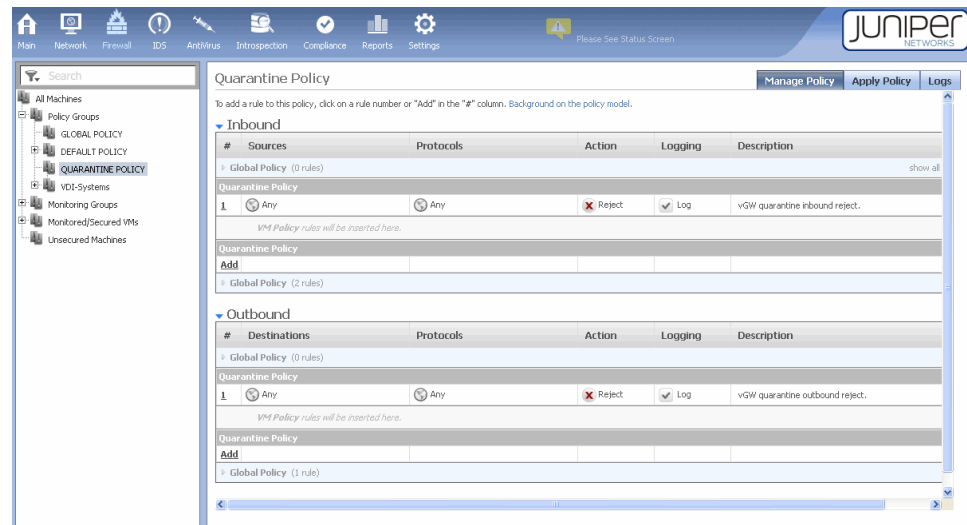 Main Network Firewall IDS AntiVirus Introspection Compliance Reports Settings
Please See Status Screen
JUNIPER
NETWORKS
Search
All Machines
Policy Groups
GLOBAL POLICY
DEFAULT POLICY
QUARANTINE POLICY
VDI-Systems
Monitoring Groups
Monitored/Secured VMs
Unsecured Machines
Quarantine Policy
Manage Policy Apply Policy Logs
To add a rule to this policy, click on a rule number or "Add" in the "#" column. Background on the policy model.
Inbound
# Sources Protocols Action Logging Description
Global Policy (0 rules) show all
Quarantine Policy
1 Any Any Reject Log vGW quarantine inbound reject.
VM Policy rules will be inserted here.
Quarantine Policy
Add
Global Policy (2 rules)
Outbound
# Destinations Protocols Action Logging Description
Global Policy (0 rules)
Quarantine Policy
1 Any Any Reject Log vGW quarantine outbound reject.
VM Policy rules will be inserted here.
Quarantine Policy
Add
Global Policy (1 rule)